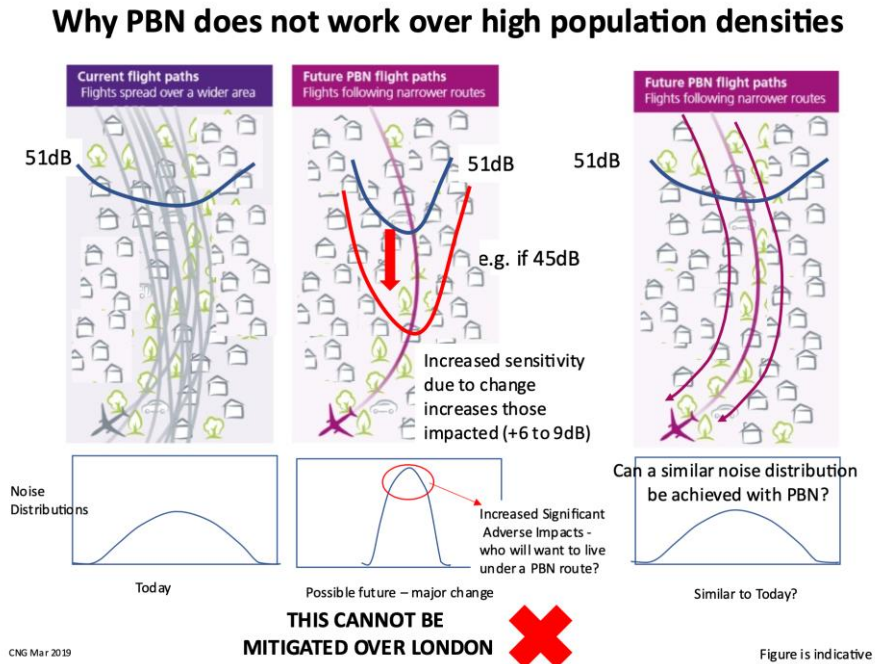 Why PBN does not work over high population densities
Current flight paths
Flights spread over a wider area
51dB
Future PBN flight paths
Flights following narrower routes
51dB
e.g. if 45dB
Increased sensitivity
due to change
increases those
impacted (+6 to 9dB)
Future PBN flight paths
Flights following narrower routes
51dB
Noise
Distributions
Today
Increased Significant
Adverse Impacts -
who will want to live
under a PBN route?
Possible future – major change
Can a similar noise distribution
be achieved with PBN?
Similar to Today?
THIS CANNOT BE
MITIGATED OVER LONDON
CNG Mar 2019
Figure is indicative